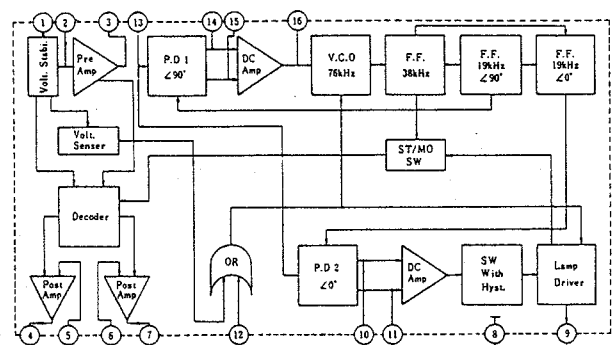 1
2
3
13
14
15
16
Volt. Stabi.
Pre
Amp
P.D 1
∠90°
DC
Amp
V.C.O
76kHz
F.F.
38kHz
F.F.
19kHz
∠90°
F.F.
19kHz
∠0°
Volt.
Senser
ST/MO
SW
Decoder
OR
P.D 2
∠0°
DC
Amp
SW
With
Hyst.
Lamp
Driver
Post
Amp
Post
Amp
4
5
6
7
12
10
11
8
9